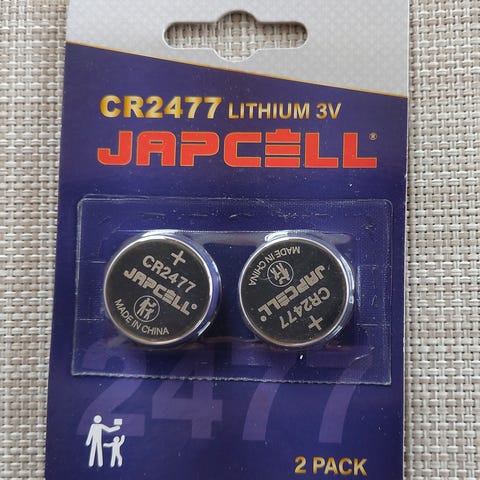 CR2477 LITHIUM 3V
JAPCELL®
+
CR2477
JAPCELL
MADE IN CHINA
+
CR2477
JAPCELL
MADE IN CHINA
2477
2 PACK